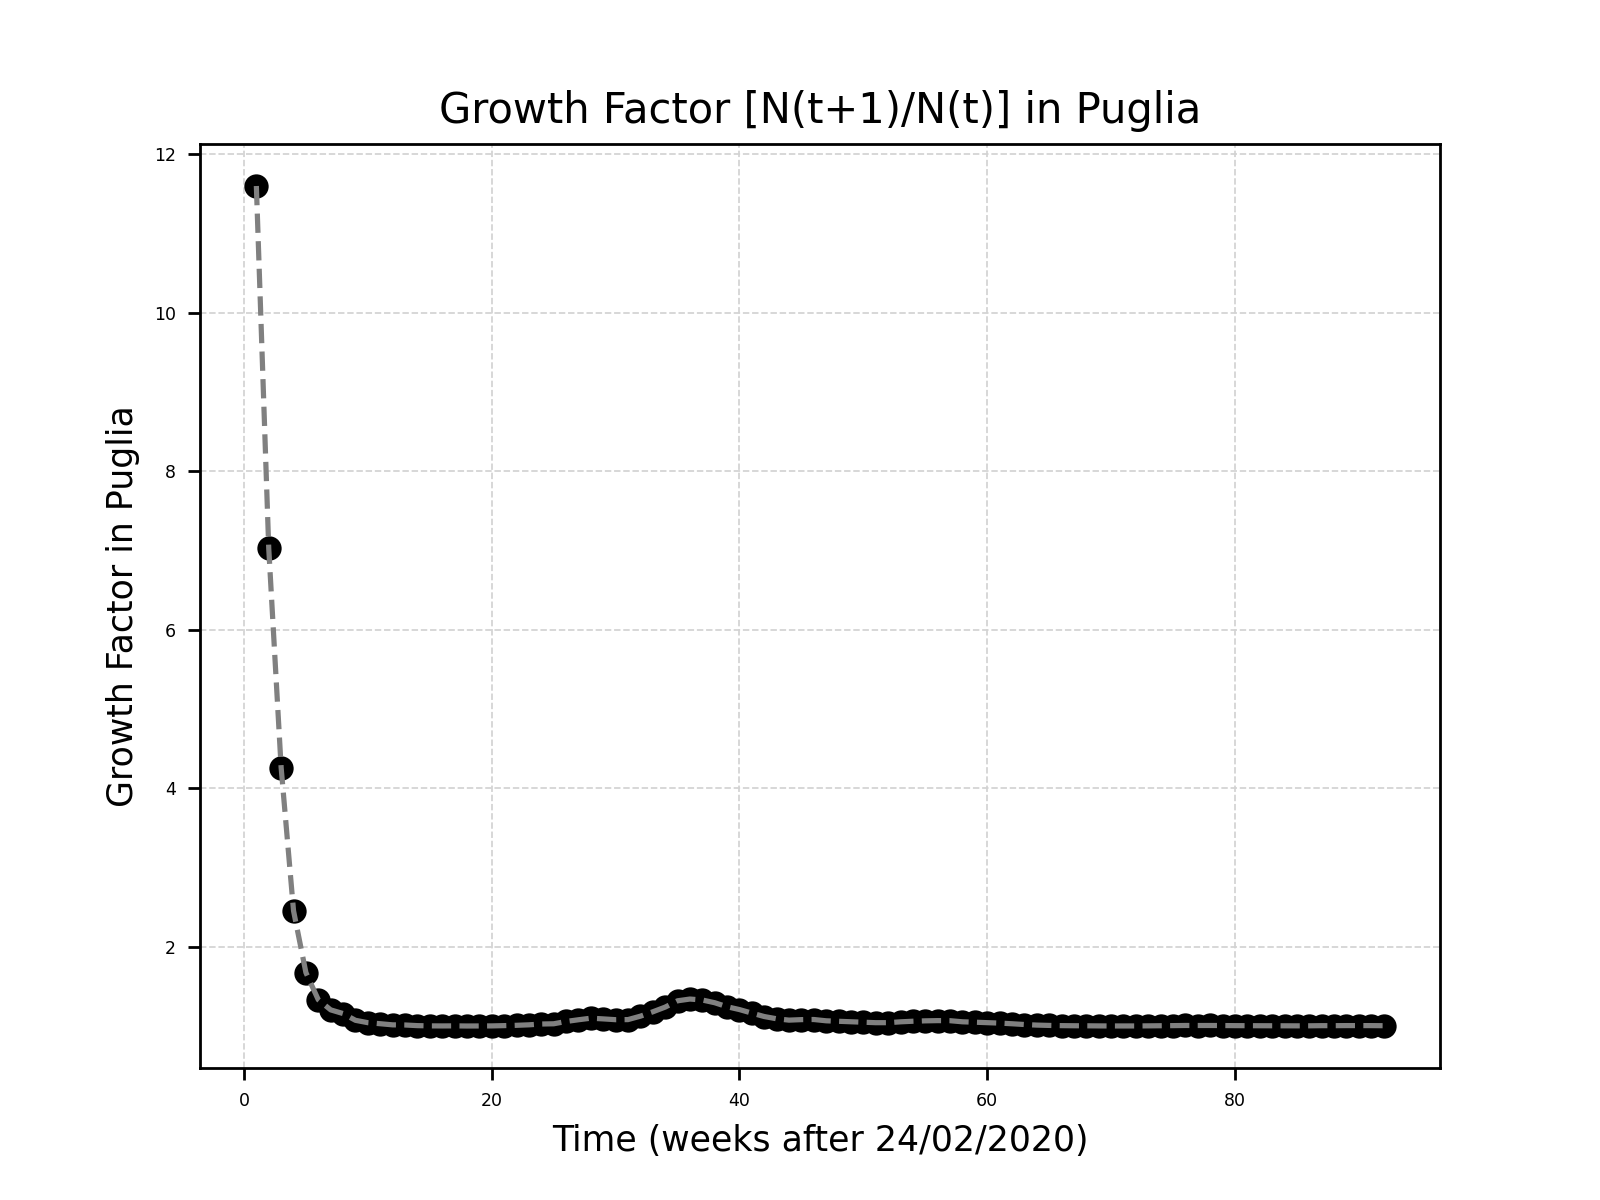 Growth Factor [N(t+1)/N(t)] in Puglia
Growth Factor in Puglia
12
10
8
6
4
2
0 20 40 60 80
Time (weeks after 24/02/2020)